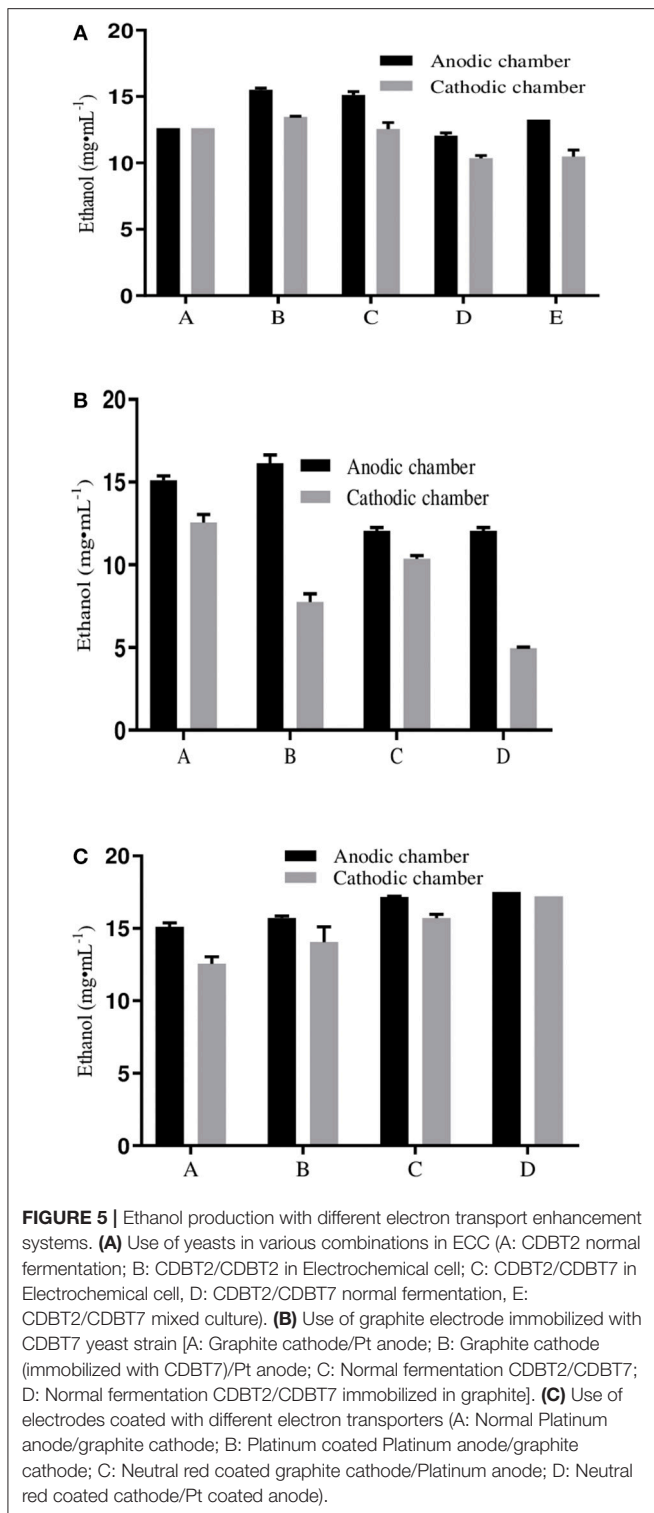 A
20
15
10
5
0
Ethanol (mg•mL⁻¹)
Anodic chamber
Cathodic chamber
A B C D E
B
20
15
10
5
0
Ethanol (mg•mL⁻¹)
Anodic chamber
Cathodic chamber
A B C D
C
20
15
10
5
0
Ethanol (mg•mL⁻¹)
Anodic chamber
Cathodic chamber
A B C D
FIGURE 5 | Ethanol production with different electron transport enhancement
systems. (A) Use of yeasts in various combinations in ECC (A: CDBT2 normal
fermentation; B: CDBT2/CDBT2 in Electrochemical cell; C: CDBT2/CDBT7 in
Electrochemical cell, D: CDBT2/CDBT7 normal fermentation, E:
CDBT2/CDBT7 mixed culture). (B) Use of graphite electrode immobilized with
CDBT7 yeast strain [A: Graphite cathode/Pt anode; B: Graphite cathode
(immobilized with CDBT7)/Pt anode; C: Normal fermentation CDBT2/CDBT7;
D: Normal fermentation CDBT2/CDBT7 immobilized in graphite]. (C) Use of
electrodes coated with different electron transporters (A: Normal Platinum
anode/graphite cathode; B: Platinum coated Platinum anode/graphite
cathode; C: Neutral red coated graphite cathode/Platinum anode; D: Neutral
red coated cathode/Pt coated anode).